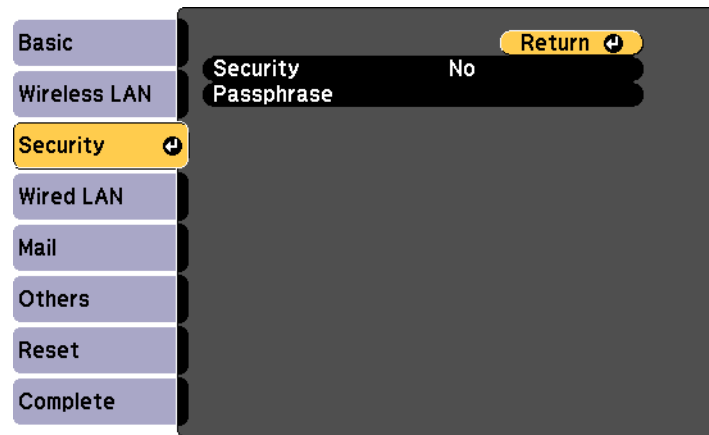 Basic
Wireless LAN
Security
Wired LAN
Mail
Others
Reset
Complete
Return
Security No
Passphrase